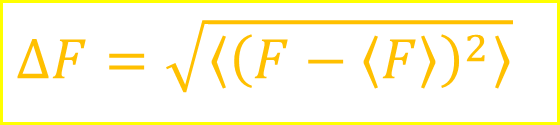 Δ𝐹 = √⟨(𝐹 − ⟨𝐹⟩)²⟩